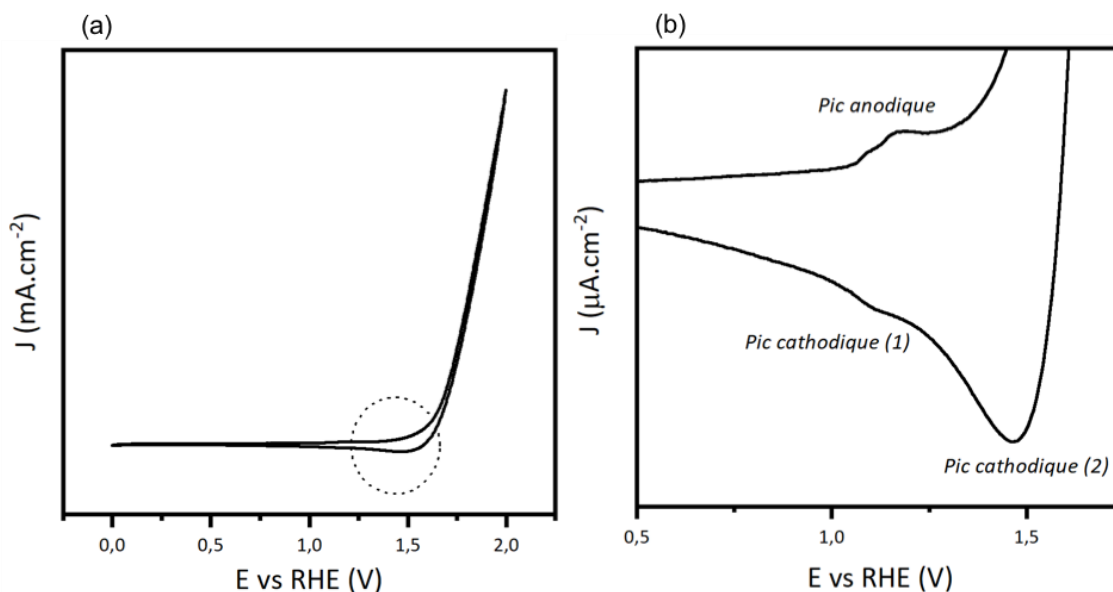 (a)
J (mA.cm⁻²)
0,0 0,5 1,0 1,5 2,0
E vs RHE (V)
(b)
Pic anodique
Pic cathodique (1)
Pic cathodique (2)
J (µA.cm⁻²)
0,5 1,0 1,5
E vs RHE (V)